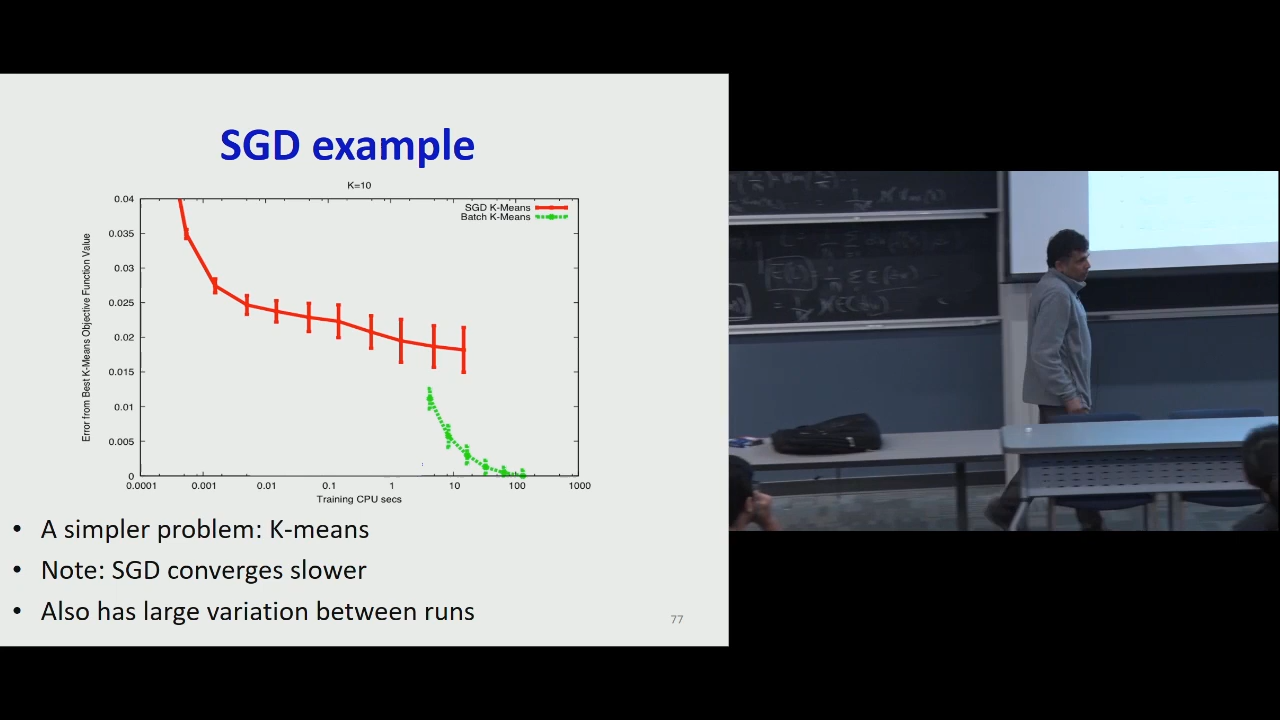 SGD example
K=10
SGD K-Means
Batch K-Means
Error from Best K-Means Objective Function Value
0.04
0.035
0.03
0.025
0.02
0.015
0.01
0.005
0
0.0001 0.001 0.01 0.1 1 10 100 1000
Training CPU secs
• A simpler problem: K-means
• Note: SGD converges slower
• Also has large variation between runs
77